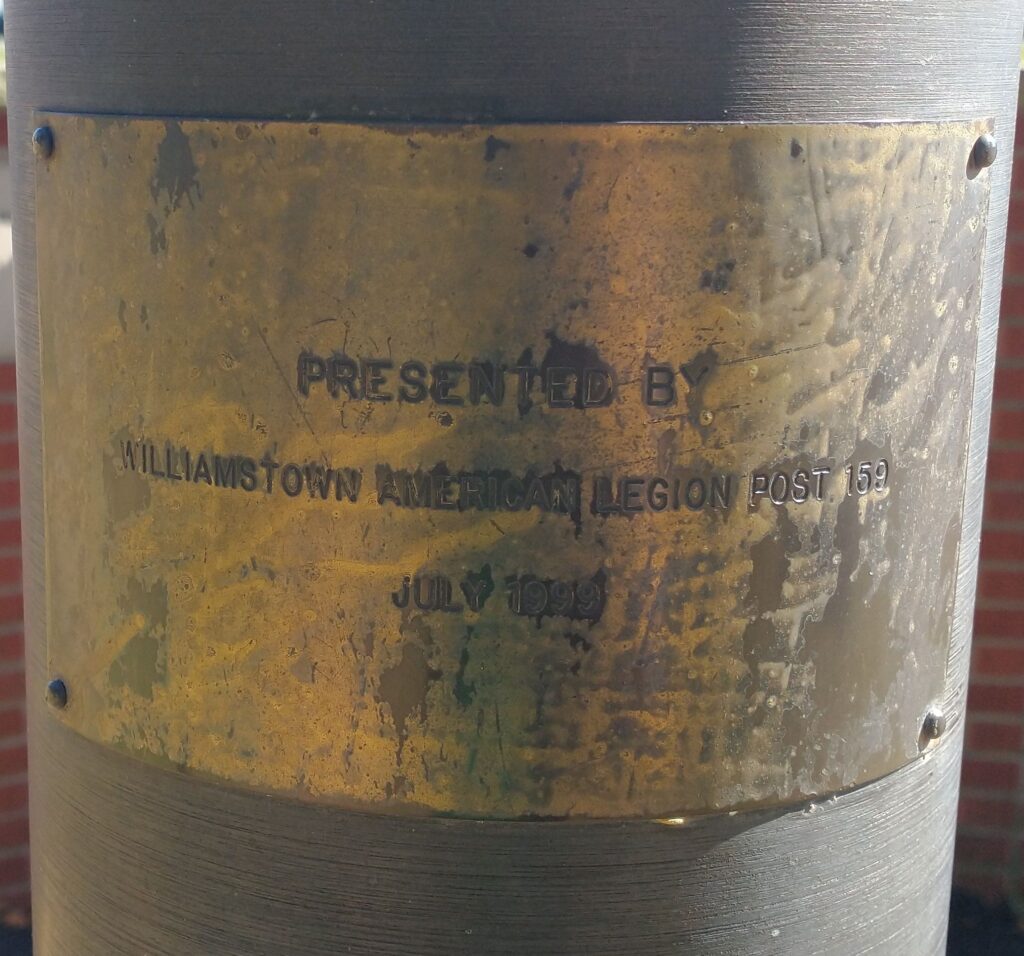 PRESENTED BY
WILLIAMSTOWN AMERICAN LEGION POST 159
JULY 1999